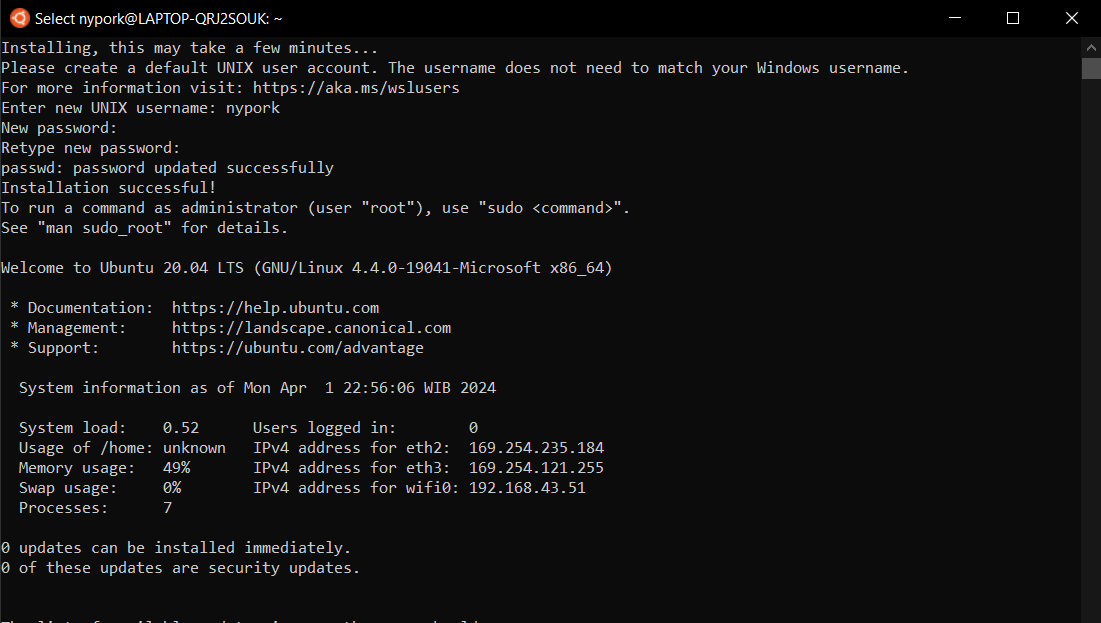 Select nypork@LAPTOP-QRJ2SOUK: ~
Installing, this may take a few minutes...
Please create a default UNIX user account. The username does not need to match your Windows username.
For more information visit: https://aka.ms/wslusers
Enter new UNIX username: nypork
New password:
Retype new password:
passwd: password updated successfully
Installation successful!
To run a command as administrator (user "root"), use "sudo <command>".
See "man sudo_root" for details.
Welcome to Ubuntu 20.04 LTS (GNU/Linux 4.4.0-19041-Microsoft x86_64)
* Documentation:  https://help.ubuntu.com
* Management:     https://landscape.canonical.com
* Support:        https://ubuntu.com/advantage
System information as of Mon Apr  1 22:56:06 WIB 2024
System load:    0.52      Users logged in:        0
Usage of /home: unknown   IPv4 address for eth2:  169.254.235.184
Memory usage:   49%       IPv4 address for eth3:  169.254.121.255
Swap usage:     0%        IPv4 address for wifi0: 192.168.43.51
Processes:      7
0 updates can be installed immediately.
0 of these updates are security updates.